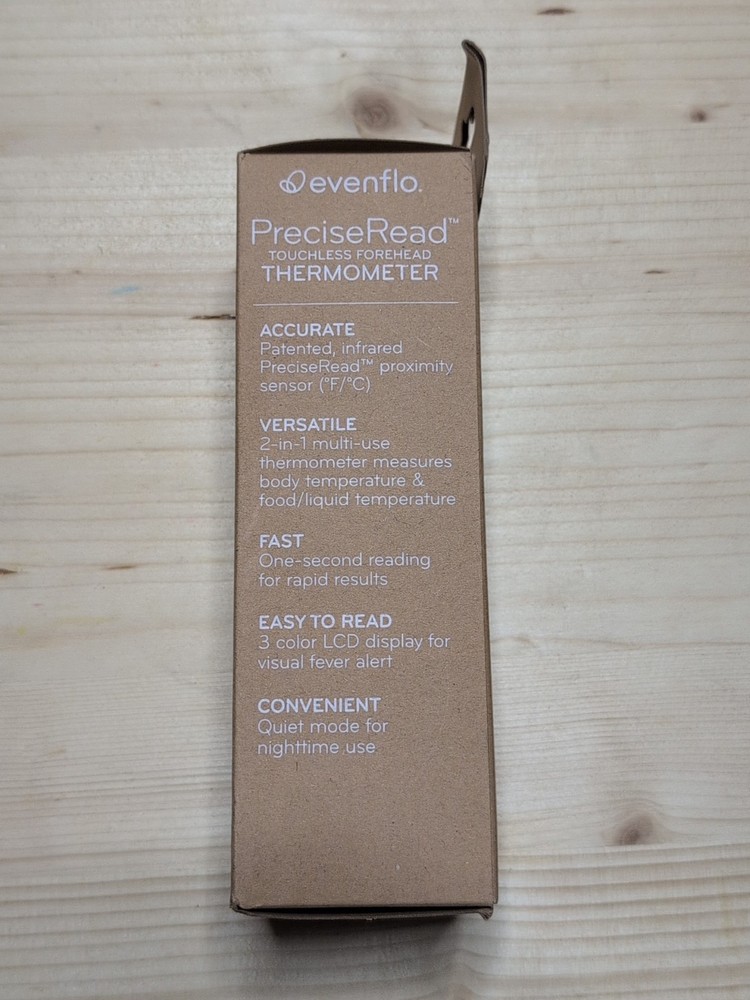 evenflo.
PreciseRead™
TOUCHLESS FOREHEAD
THERMOMETER
ACCURATE
Patented, infrared
PreciseRead™ proximity
sensor (°F/°C)
VERSATILE
2-in-1 multi-use
thermometer measures
body temperature &
food/liquid temperature
FAST
One-second reading
for rapid results
EASY TO READ
3 color LCD display for
visual fever alert
CONVENIENT
Quiet mode for
nighttime use